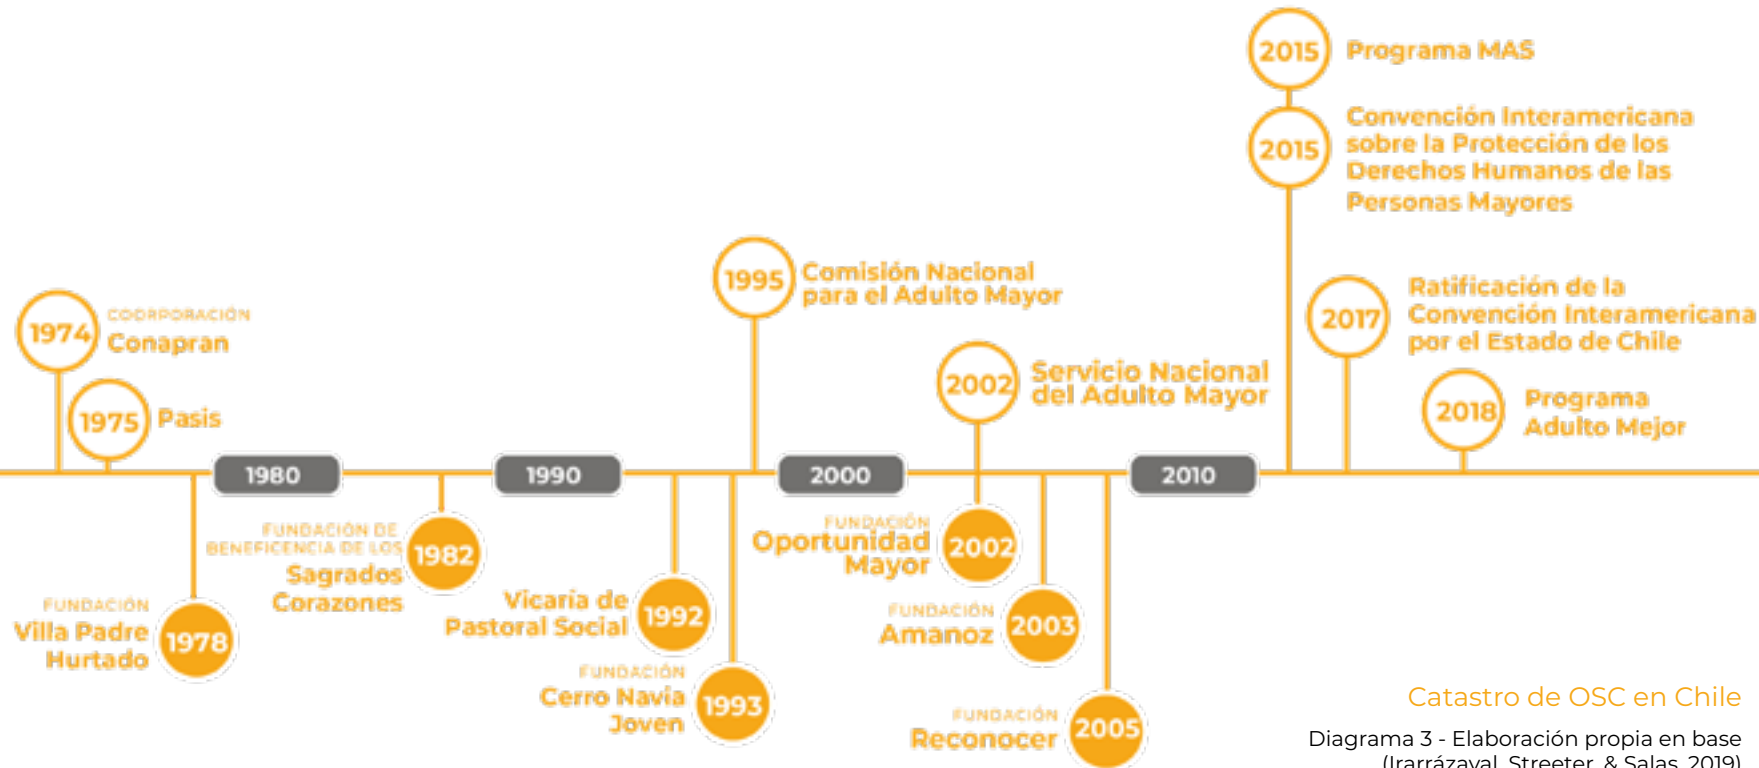 2015 Programa MAS
2015 Convención Interamericana
sobre la Protección de los
Derechos Humanos de las
Personas Mayores
1995 Comisión Nacional
para el Adulto Mayor
2017 Ratificación de la
Convención Interamericana
por el Estado de Chile
1974 COORPORACIÓN
Conapran
2002 Servicio Nacional
del Adulto Mayor
1975 Pasis
2018 Programa
Adulto Mejor
1980
1990
2000
2010
FUNDACIÓN
Villa Padre
Hurtado
1978
FUNDACIÓN DE
BENEFICENCIA DE LOS
Sagrados
Corazones
1982
Vicaría de
Pastoral Social
1992
FUNDACIÓN
Cerro Navia
Joven
1993
FUNDACIÓN
Oportunidad
Mayor
2002
FUNDACIÓN
Amanoz
2003
FUNDACIÓN
Reconocer
2005
Catastro de OSC en Chile
Diagrama 3 - Elaboración propia en base
(Irarrázaval, Streeter, & Salas, 2019)